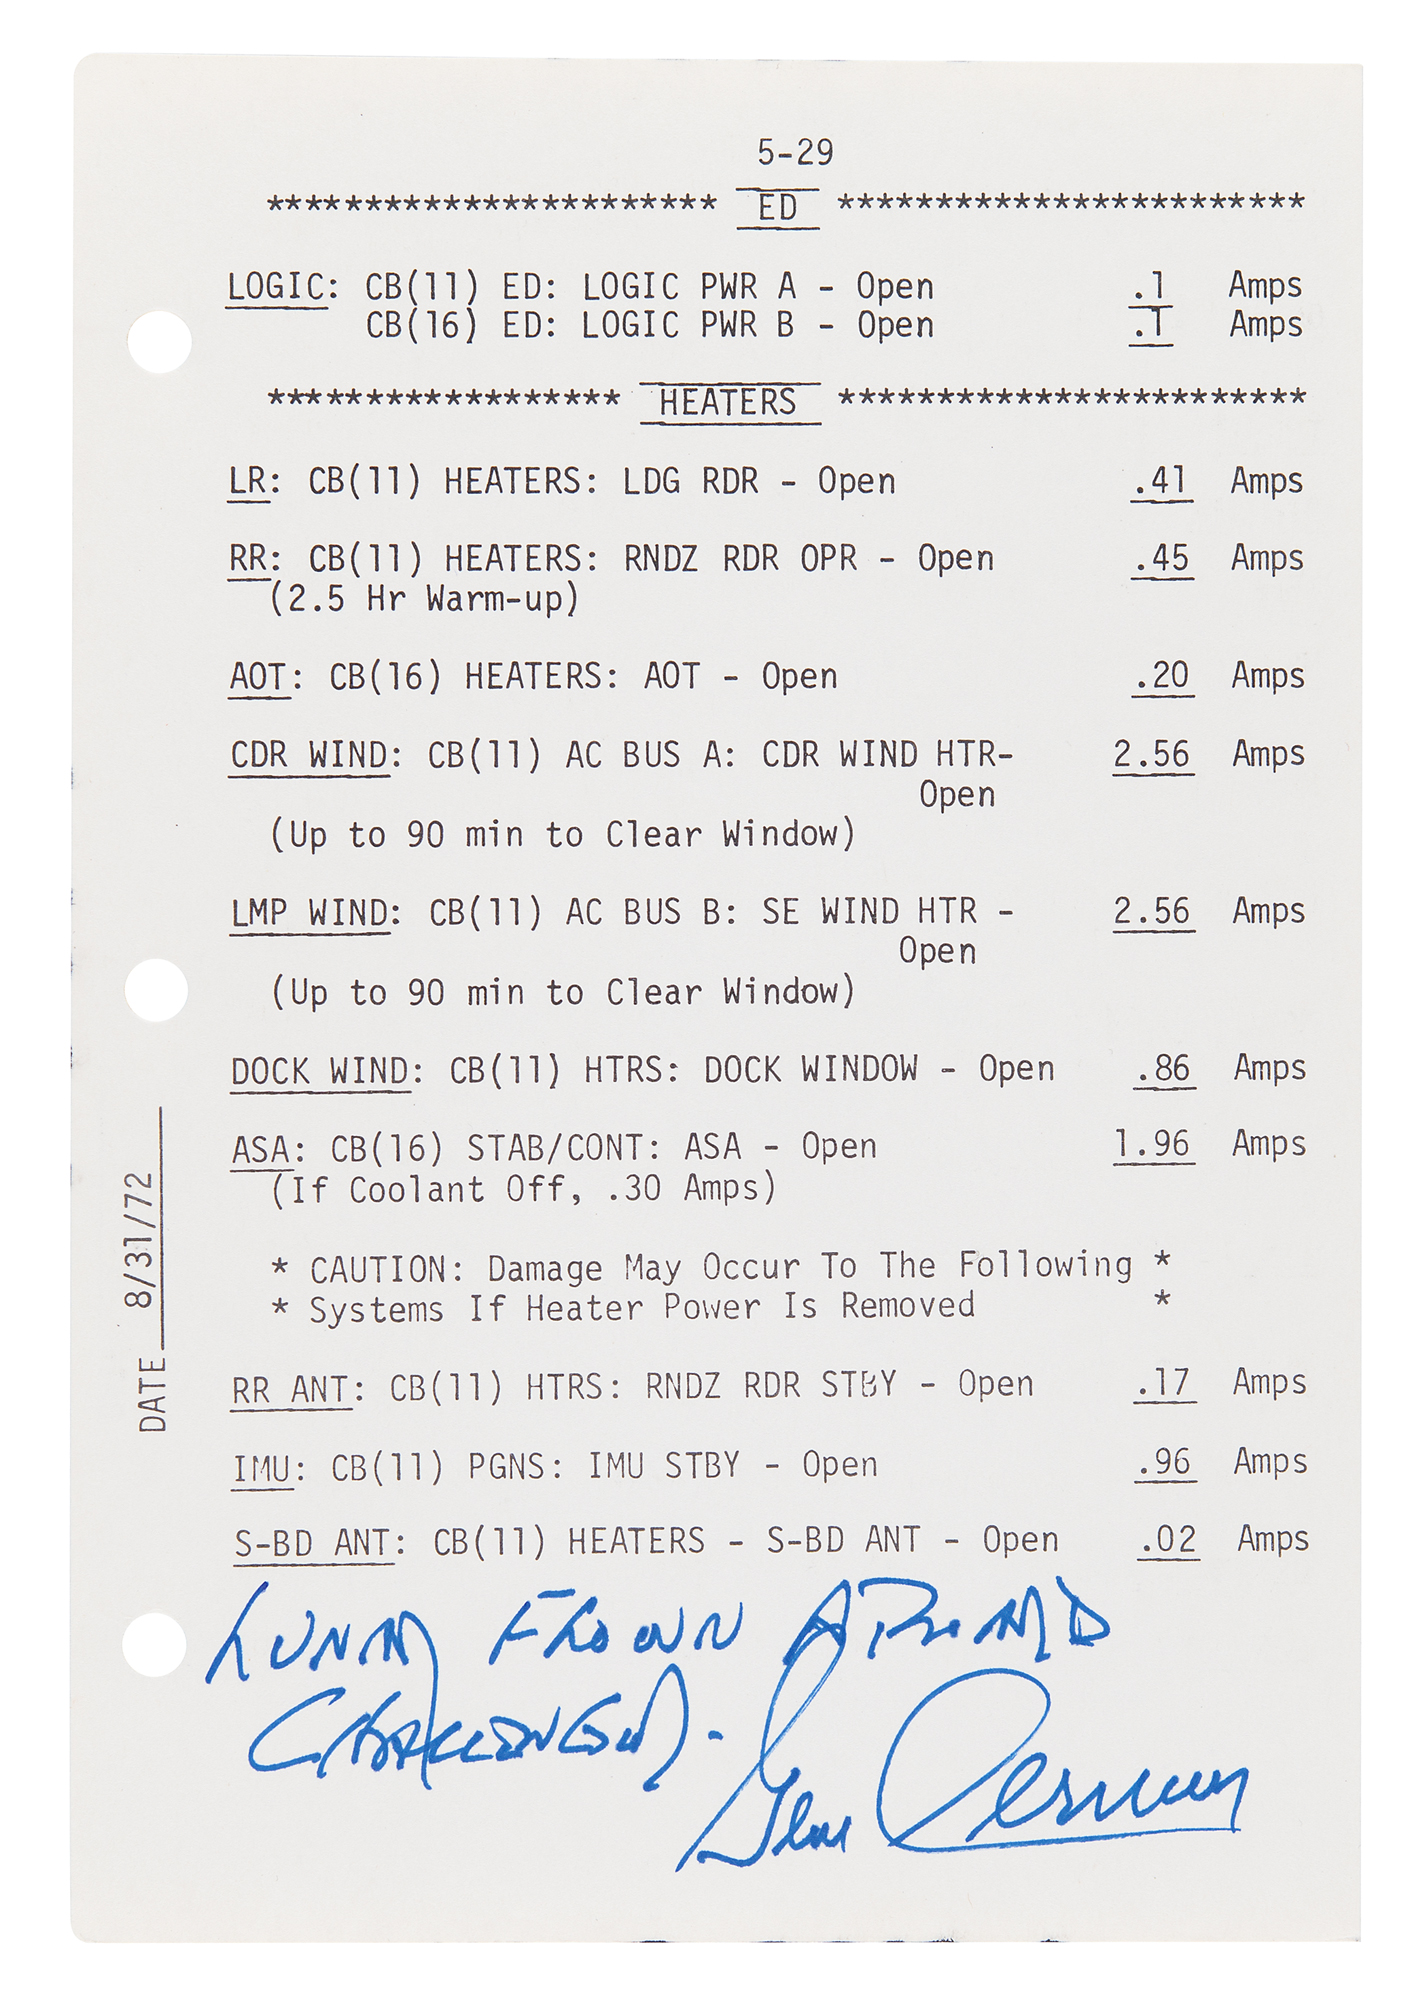 5-29
*********************** ED ************************
LOGIC: CB(11) ED: LOGIC PWR A - Open .1 Amps
CB(16) ED: LOGIC PWR B - Open .1 Amps
****************** HEATERS ************************
LR: CB(11) HEATERS: LDG RDR - Open .41 Amps
RR: CB(11) HEATERS: RNDZ RDR OPR - Open .45 Amps
(2.5 Hr Warm-up)
AOT: CB(16) HEATERS: AOT - Open .20 Amps
CDR WIND: CB(11) AC BUS A: CDR WIND HTR- 2.56 Amps
Open
(Up to 90 min to Clear Window)
LMP WIND: CB(11) AC BUS B: SE WIND HTR - 2.56 Amps
Open
(Up to 90 min to Clear Window)
DOCK WIND: CB(11) HTRS: DOCK WINDOW - Open .86 Amps
ASA: CB(16) STAB/CONT: ASA - Open 1.96 Amps
(If Coolant Off, .30 Amps)
* CAUTION: Damage May Occur To The Following *
* Systems If Heater Power Is Removed *
RR ANT: CB(11) HTRS: RNDZ RDR STBY - Open .17 Amps
IMU: CB(11) PGNS: IMU STBY - Open .96 Amps
S-BD ANT: CB(11) HEATERS - S-BD ANT - Open .02 Amps
DATE 8/31/72
LUNAR FLOWN ABOARD
CHALLENGER.
Gene Cernan